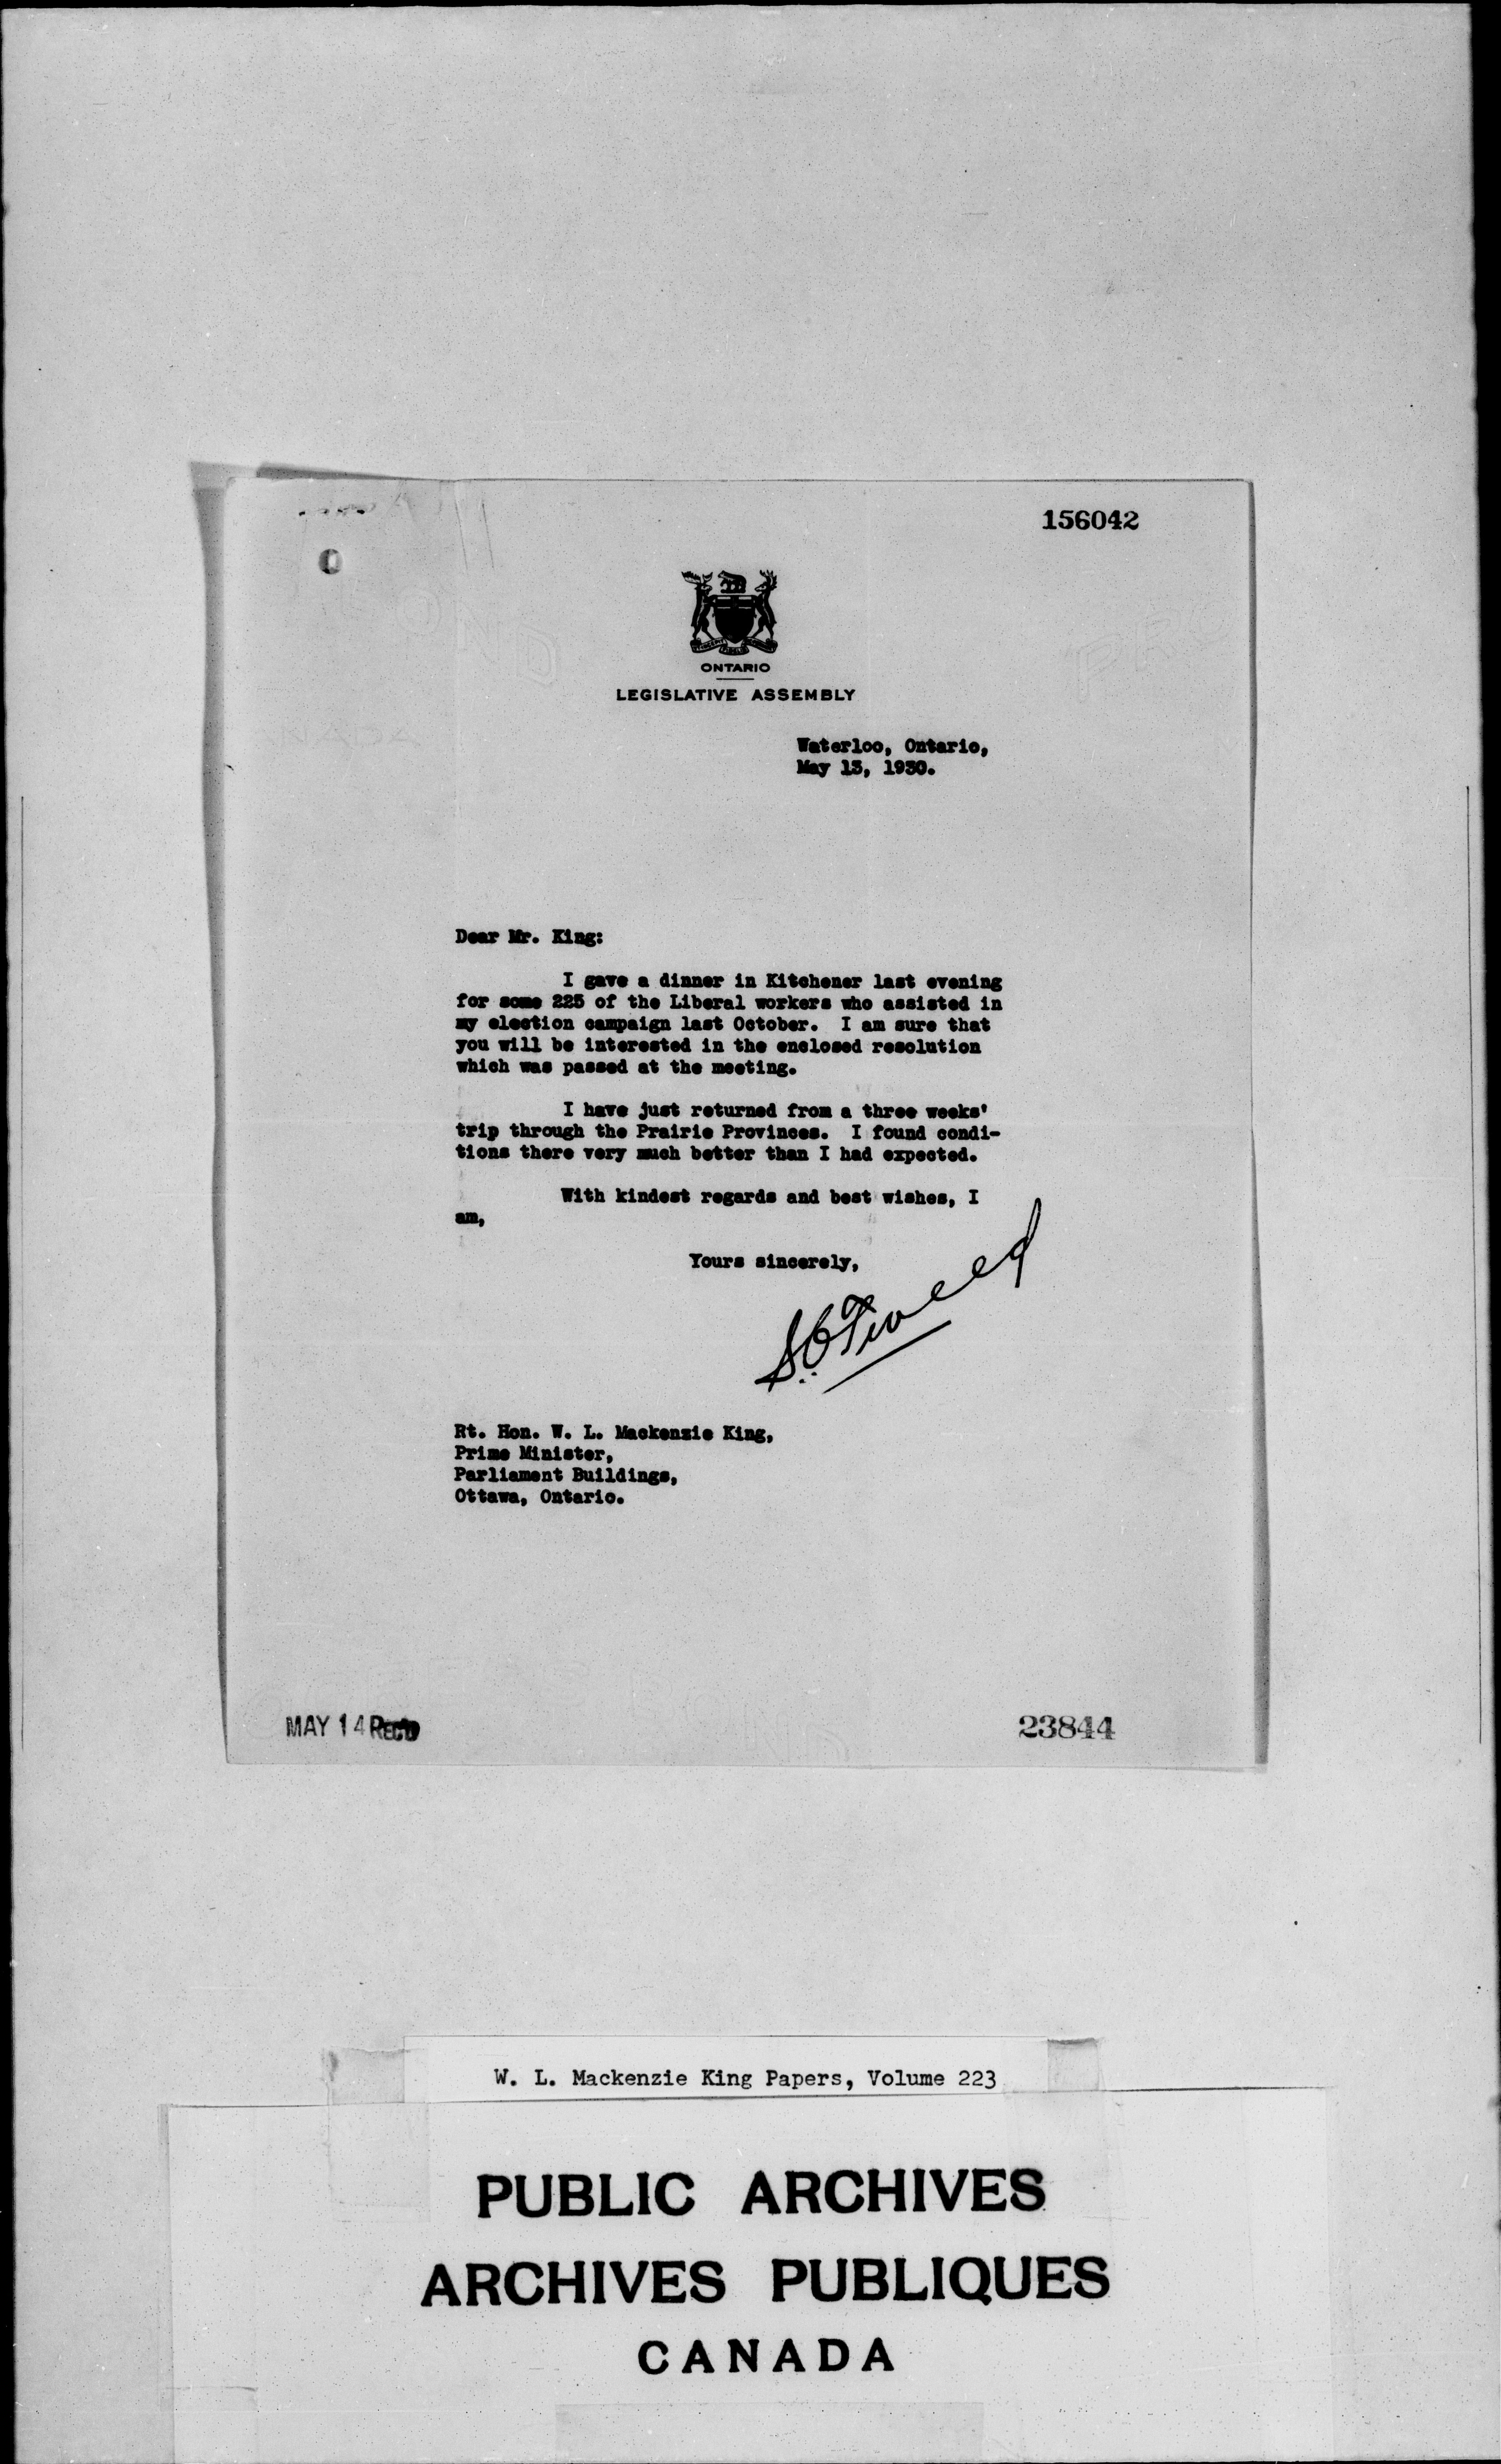 156042
ONTARIO
LEGISLATIVE ASSEMBLY
Waterloo, Ontario,
May 13, 1930.
Dear Mr. King:
I gave a dinner in Kitchener last evening
for some 225 of the Liberal workers who assisted in
my election campaign last October. I am sure that
you will be interested in the enclosed resolution
which was passed at the meeting.
I have just returned from a three weeks'
trip through the Prairie Provinces. I found condi-
tions there very much better than I had expected.
With kindest regards and best wishes, I
am,
Yours sincerely,
S.C. Tweed
Rt. Hon. W. L. Mackenzie King,
Prime Minister,
Parliament Buildings,
Ottawa, Ontario.
MAY 14 REC'D
23844
W. L. Mackenzie King Papers, Volume 223
PUBLIC ARCHIVES
ARCHIVES PUBLIQUES
CANADA